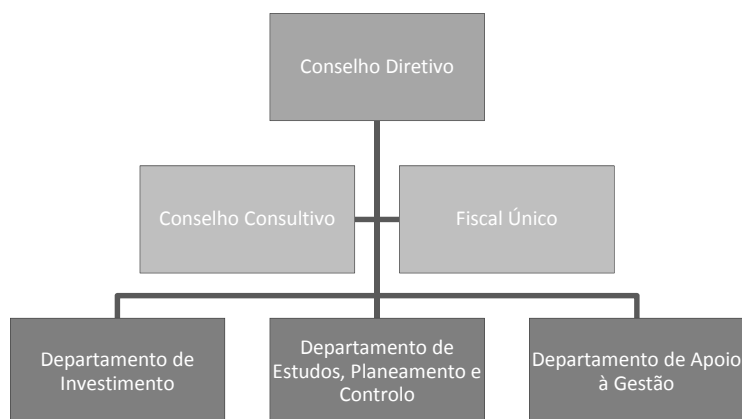 Conselho Diretivo
Conselho Consultivo
Fiscal Único
Departamento de
Investimento
Departamento de
Estudos, Planeamento e
Controlo
Departamento de Apoio
à Gestão